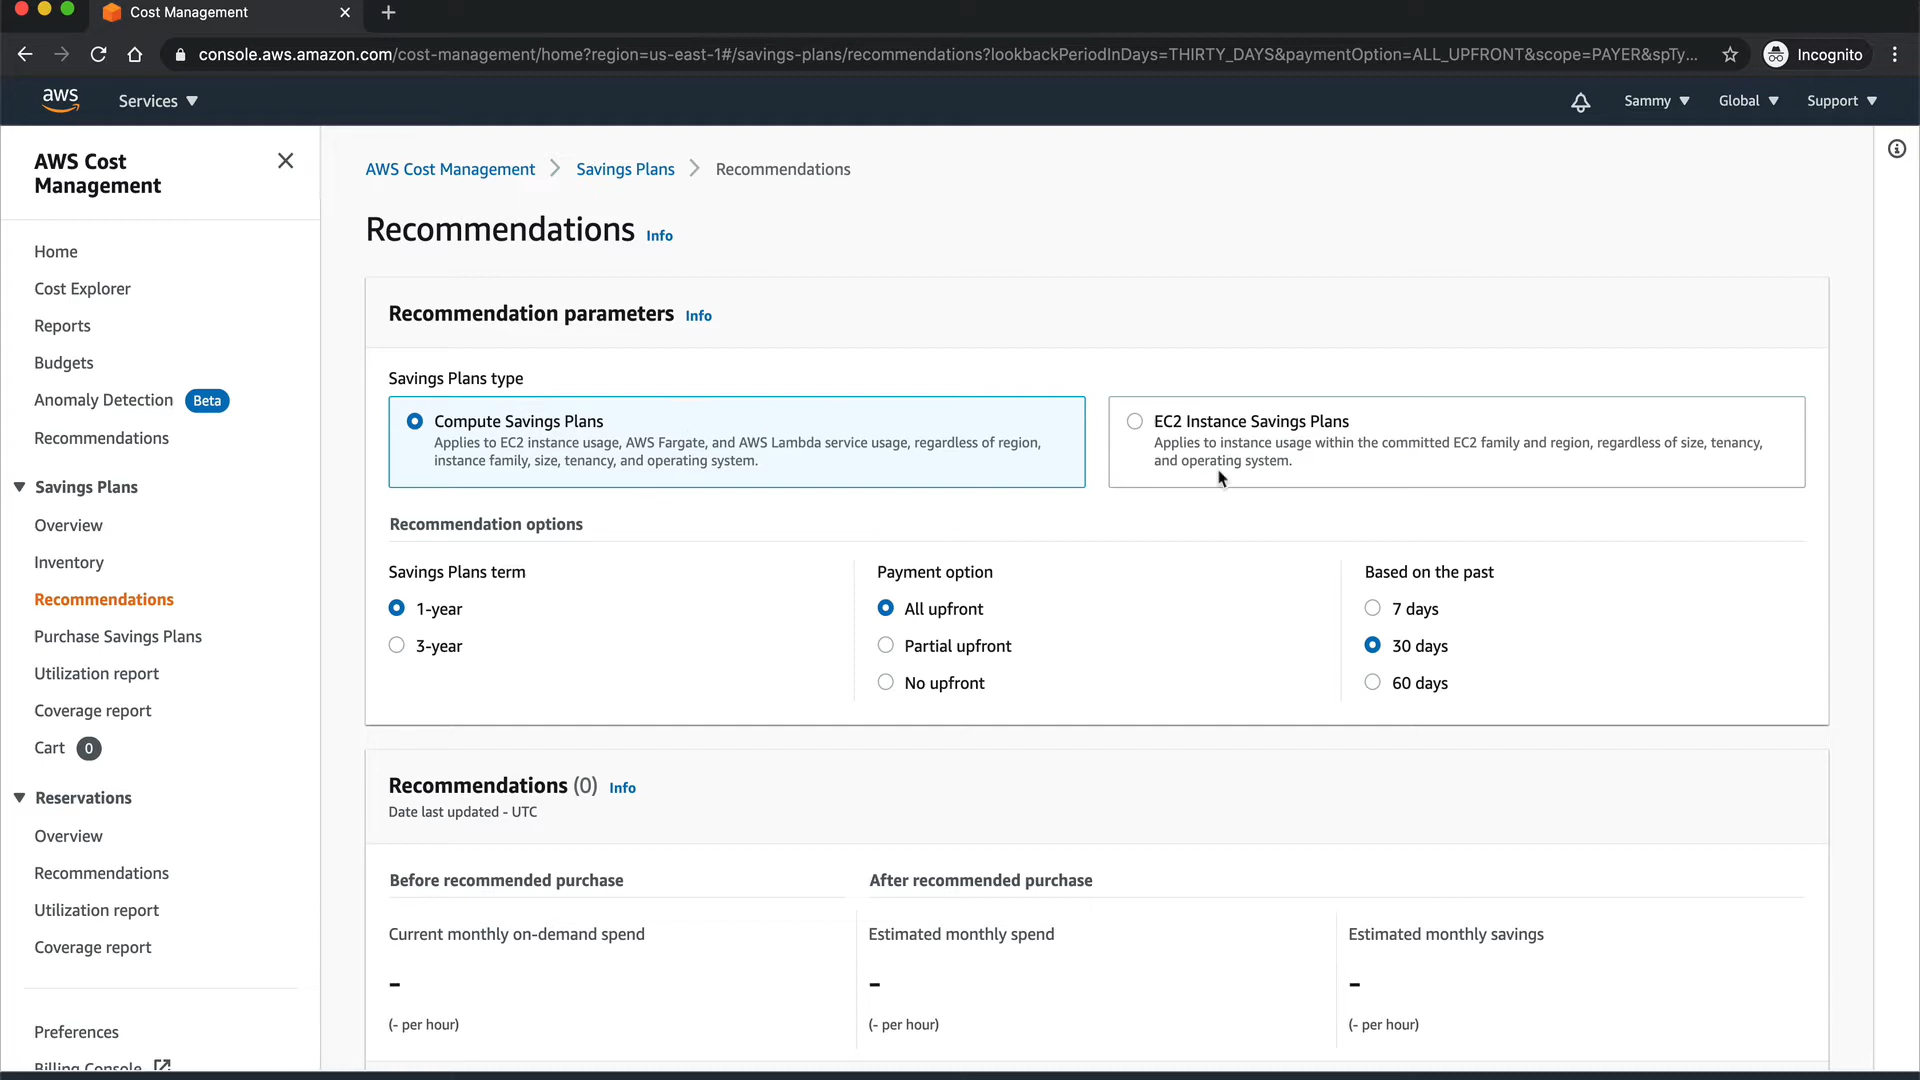 Cost Management
console.aws.amazon.com/cost-management/home?region=us-east-1#/savings-plans/recommendations?lookbackPeriodInDays=THIRTY_DAYS&paymentOption=ALL_UPFRONT&scope=PAYER&spTy...
Incognito
aws
Services
Sammy
Global
Support
AWS Cost
Management
Home
Cost Explorer
Reports
Budgets
Anomaly Detection Beta
Recommendations
Savings Plans
Overview
Inventory
Recommendations
Purchase Savings Plans
Utilization report
Coverage report
Cart 0
Reservations
Overview
Recommendations
Utilization report
Coverage report
Preferences
Billing Console
AWS Cost Management > Savings Plans > Recommendations
Recommendations Info
Recommendation parameters Info
Savings Plans type
Compute Savings Plans
Applies to EC2 instance usage, AWS Fargate, and AWS Lambda service usage, regardless of region,
instance family, size, tenancy, and operating system.
EC2 Instance Savings Plans
Applies to instance usage within the committed EC2 family and region, regardless of size, tenancy,
and operating system.
Recommendation options
Savings Plans term
1-year
3-year
Payment option
All upfront
Partial upfront
No upfront
Based on the past
7 days
30 days
60 days
Recommendations (0) Info
Date last updated - UTC
Before recommended purchase
After recommended purchase
Current monthly on-demand spend
-
(- per hour)
Estimated monthly spend
-
(- per hour)
Estimated monthly savings
-
(- per hour)